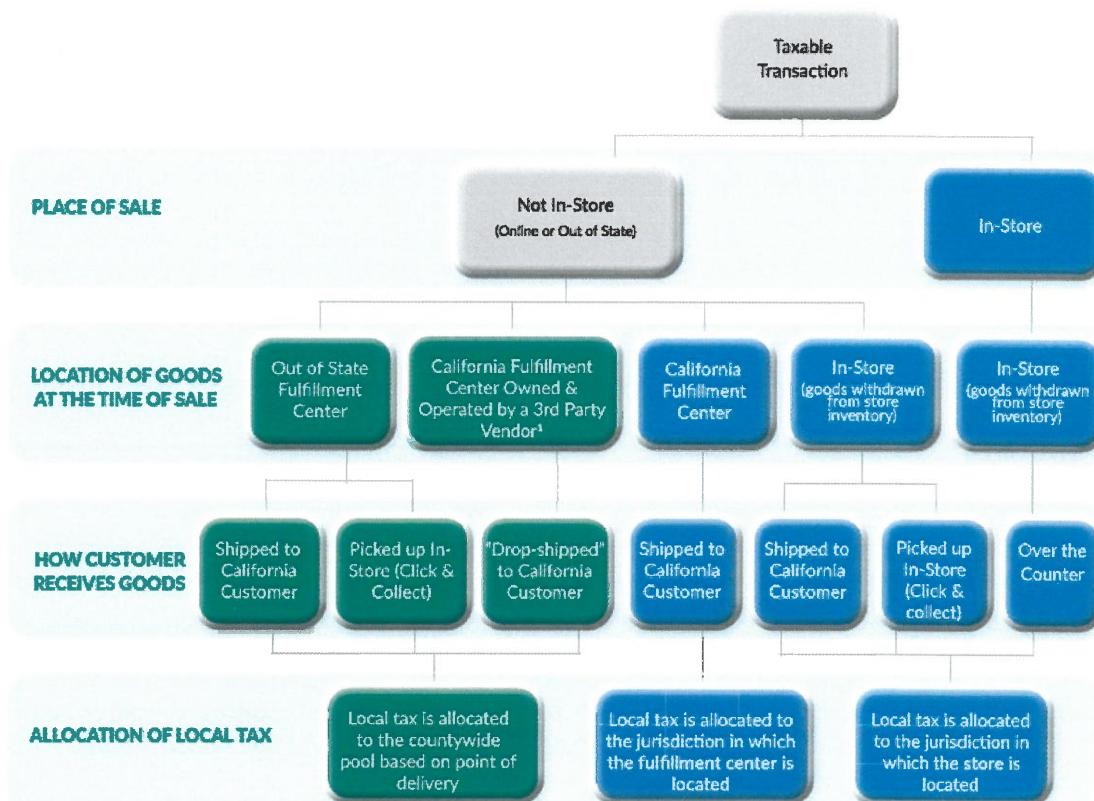 Taxable
Transaction
PLACE OF SALE
Not In-Store
(Online or Out of State)
In-Store
LOCATION OF GOODS
AT THE TIME OF SALE
Out of State
Fulfillment
Center
California Fulfillment
Center Owned &
Operated by a 3rd Party
Vendor¹
California
Fulfillment
Center
In-Store
(goods withdrawn
from store
inventory)
In-Store
(goods withdrawn
from store
inventory)
HOW CUSTOMER
RECEIVES GOODS
Shipped to
California
Customer
Picked up In-
Store (Click &
Collect)
"Drop-shipped"
to California
Customer
Shipped to
California
Customer
Shipped to
California
Customer
Picked up
In-Store
(Click &
collect)
Over the
Counter
ALLOCATION OF LOCAL TAX
Local tax is allocated
to the countywide
pool based on point of
delivery
Local tax is allocated to
the jurisdiction in which
the fulfillment center is
located
Local tax is allocated
to the jurisdiction in
which the store is
located